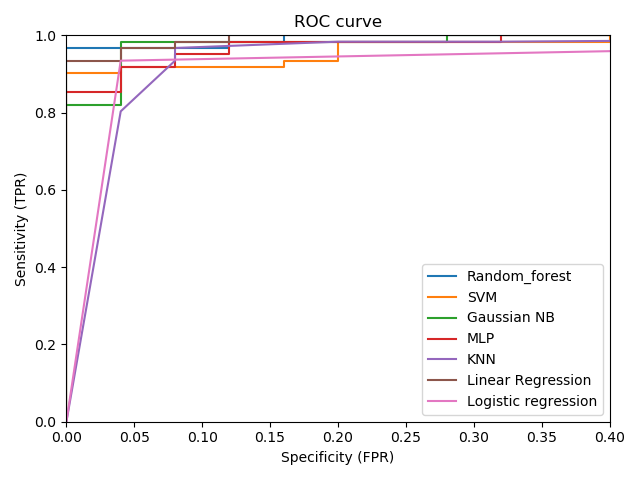 ROC curve
Sensitivity (TPR)
1.0
0.8
0.6
0.4
0.2
0.0
Random_forest
SVM
Gaussian NB
MLP
KNN
Linear Regression
Logistic regression
0.00 0.05 0.10 0.15 0.20 0.25 0.30 0.35 0.40
Specificity (FPR)